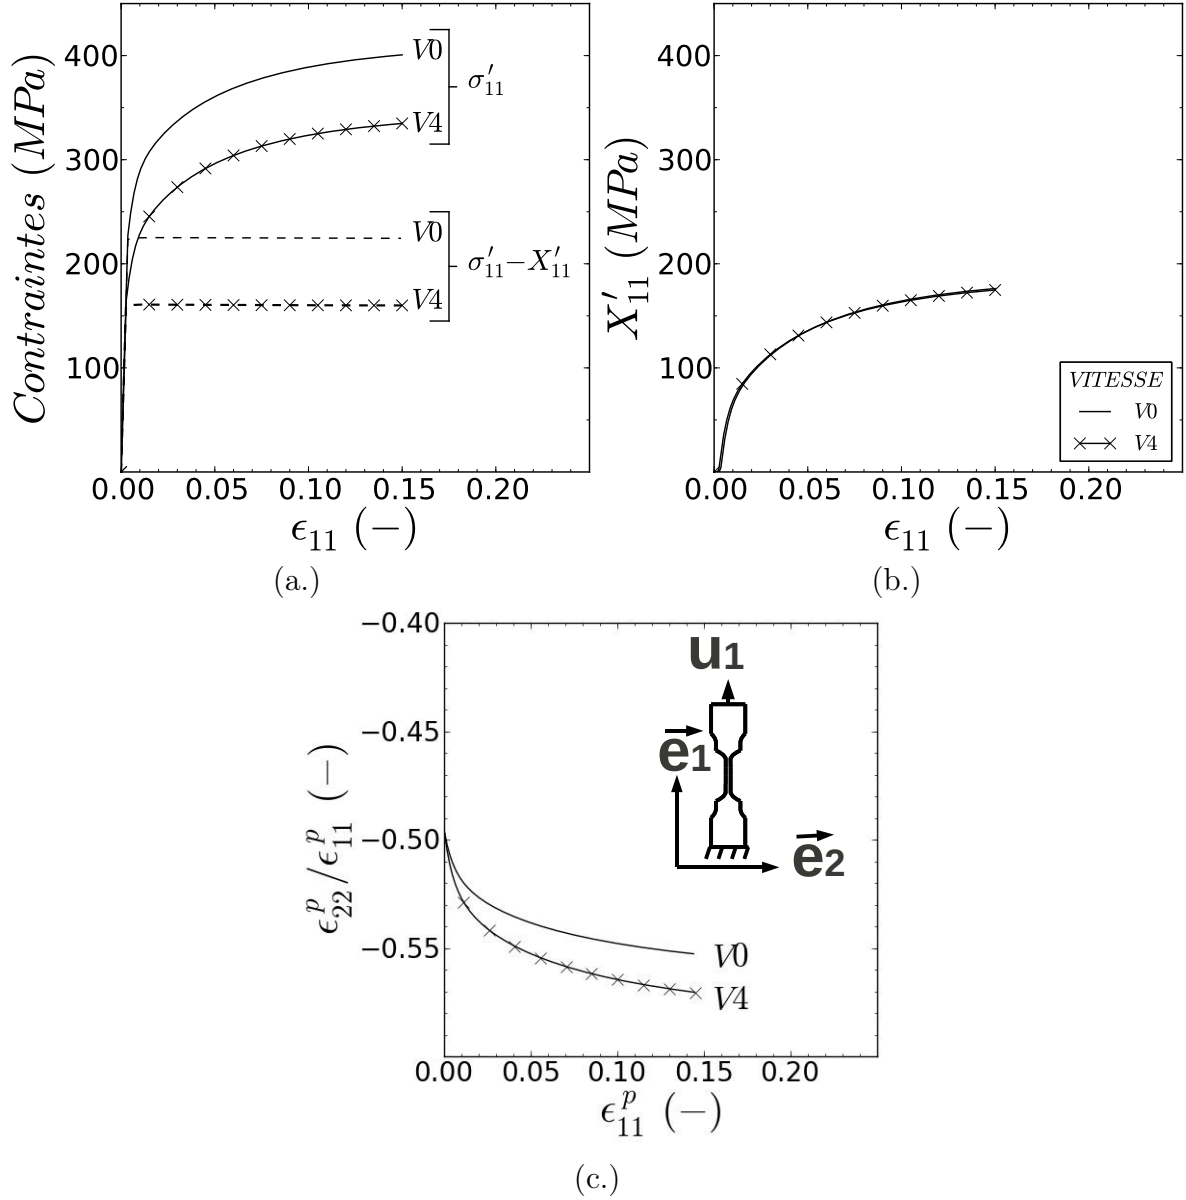 Contraintes (MPa)
400
300
200
100
V0
σ′11
V4
V0
σ′11−X′11
V4
0.00 0.05 0.10 0.15 0.20
ϵ11 (−)
(a.)
X′11 (MPa)
400
300
200
100
VITESSE
V0
V4
0.00 0.05 0.10 0.15 0.20
ϵ11 (−)
(b.)
ϵp22/ϵp11 (−)
−0.40
−0.45
−0.50
−0.55
u1
e1
e2
V0
V4
0.00 0.05 0.10 0.15 0.20
ϵp11 (−)
(c.)